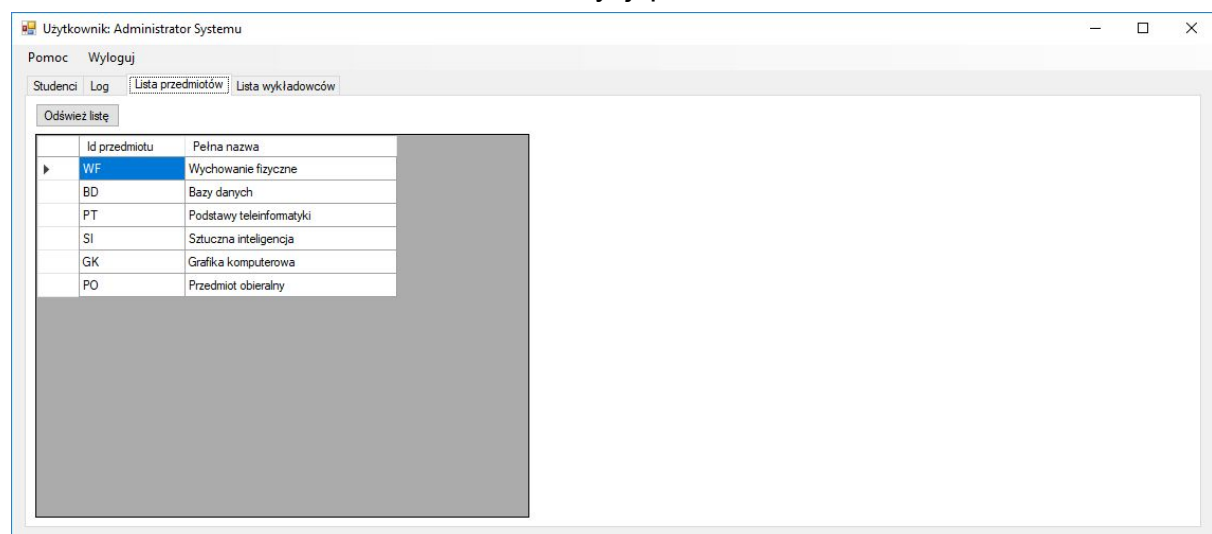 Użytkownik: Administrator Systemu
Pomoc Wyloguj
Studenci Log Lista przedmiotów Lista wykładowców
Odśwież listę
Id przedmiotu Pełna nazwa
WF Wychowanie fizyczne
BD Bazy danych
PT Podstawy teleinformatyki
SI Sztuczna inteligencja
GK Grafika komputerowa
PO Przedmiot obieralny